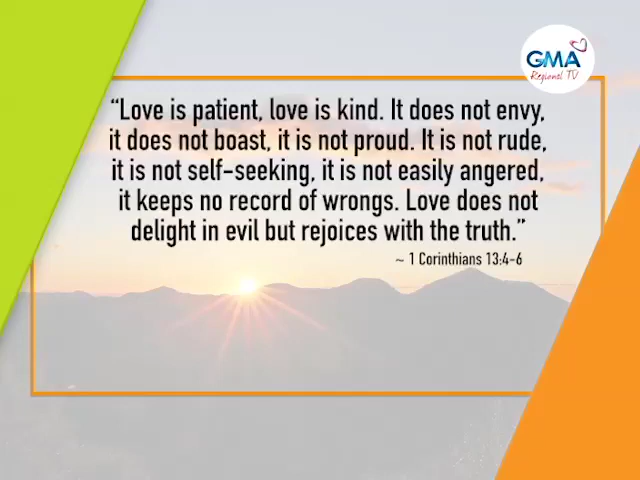 GMA
Regional TV
“Love is patient, love is kind. It does not envy,
it does not boast, it is not proud. It is not rude,
it is not self-seeking, it is not easily angered,
it keeps no record of wrongs. Love does not
delight in evil but rejoices with the truth.”
~ 1 Corinthians 13:4-6